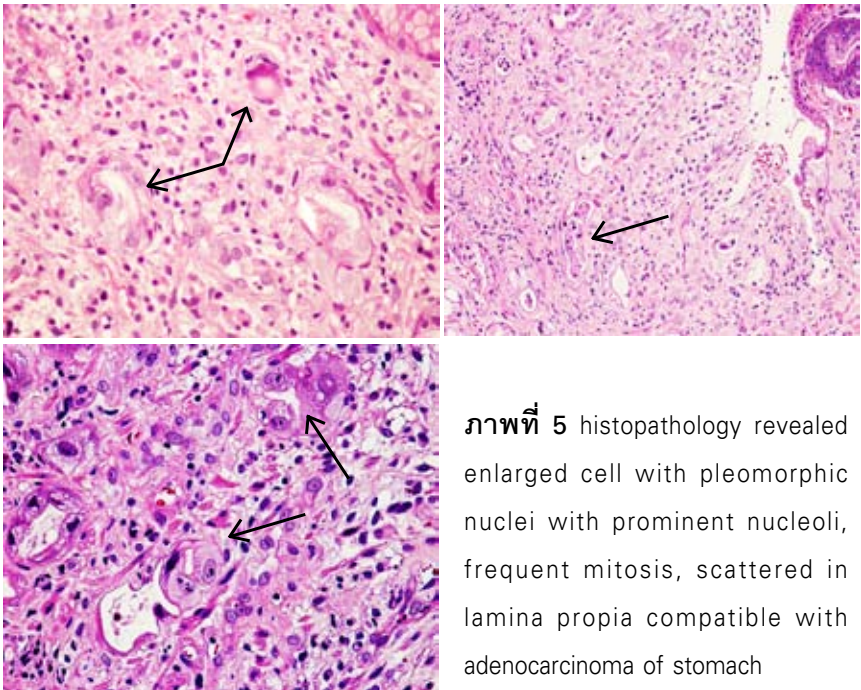 ภาพที่ 5 histopathology revealed
enlarged cell with pleomorphic
nuclei with prominent nucleoli,
frequent mitosis, scattered in
lamina propia compatible with
adenocarcinoma of stomach